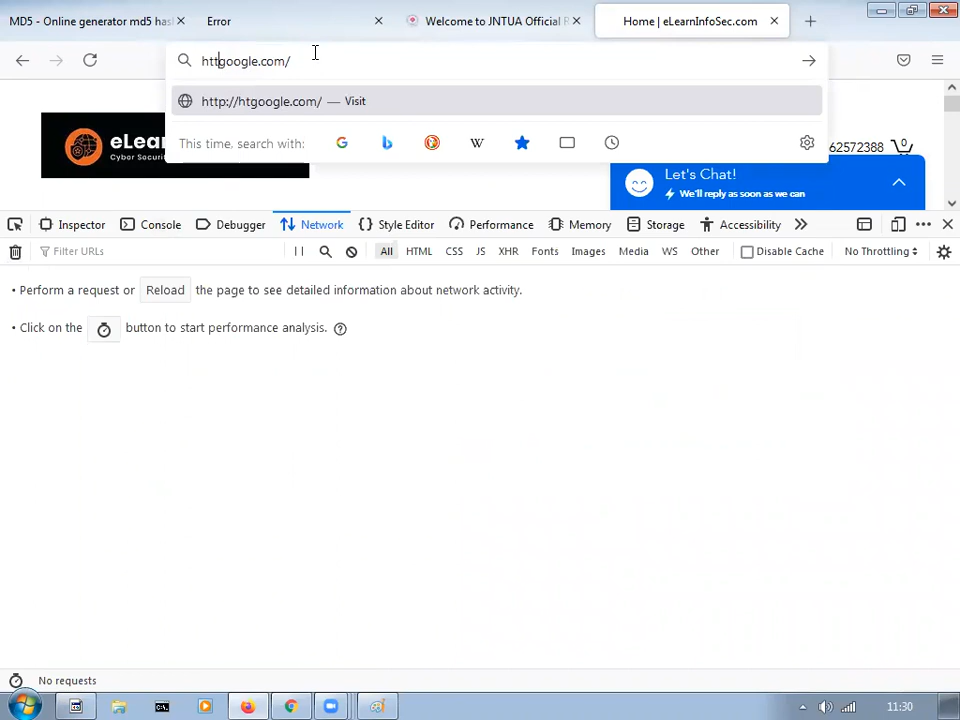 MD5 - Online generator md5 has
Error
Welcome to JNTUA Official R
Home | eLearnInfoSec.com
httgoogle.com/
http://htgoogle.com/ — Visit
This time, search with:
eLear
Cyber Securit
62572388
0
Let's Chat!
We'll reply as soon as we can
Inspector
Console
Debugger
Network
Style Editor
Performance
Memory
Storage
Accessibility
Filter URLs
All
HTML
CSS
JS
XHR
Fonts
Images
Media
WS
Other
Disable Cache
No Throttling
• Perform a request or Reload the page to see detailed information about network activity.
• Click on the button to start performance analysis.
No requests
11:30